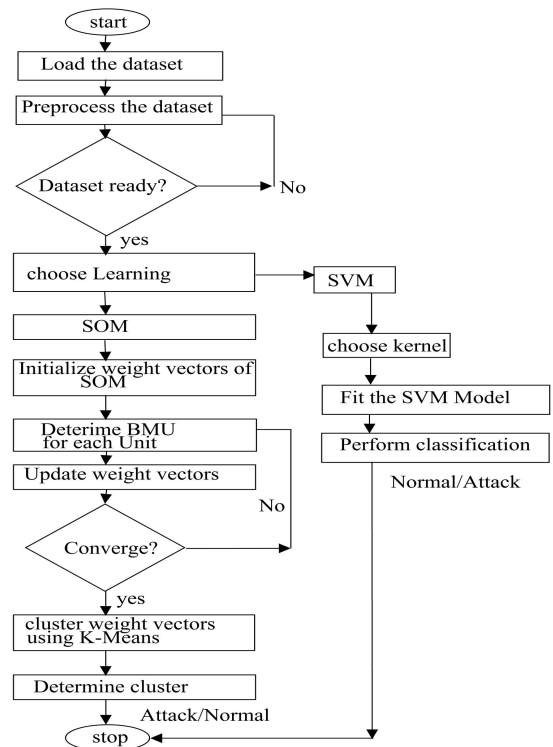 start
Load the dataset
Preprocess the dataset
Dataset ready?
No
yes
choose Learning
SVM
SOM
choose kernel
Initialize weight vectors of
SOM
Fit the SVM Model
Deterime BMU
for each Unit
Perform classification
Update weight vectors
Normal/Attack
No
Converge?
yes
cluster weight vectors
using K-Means
Determine cluster
Attack/Normal
stop